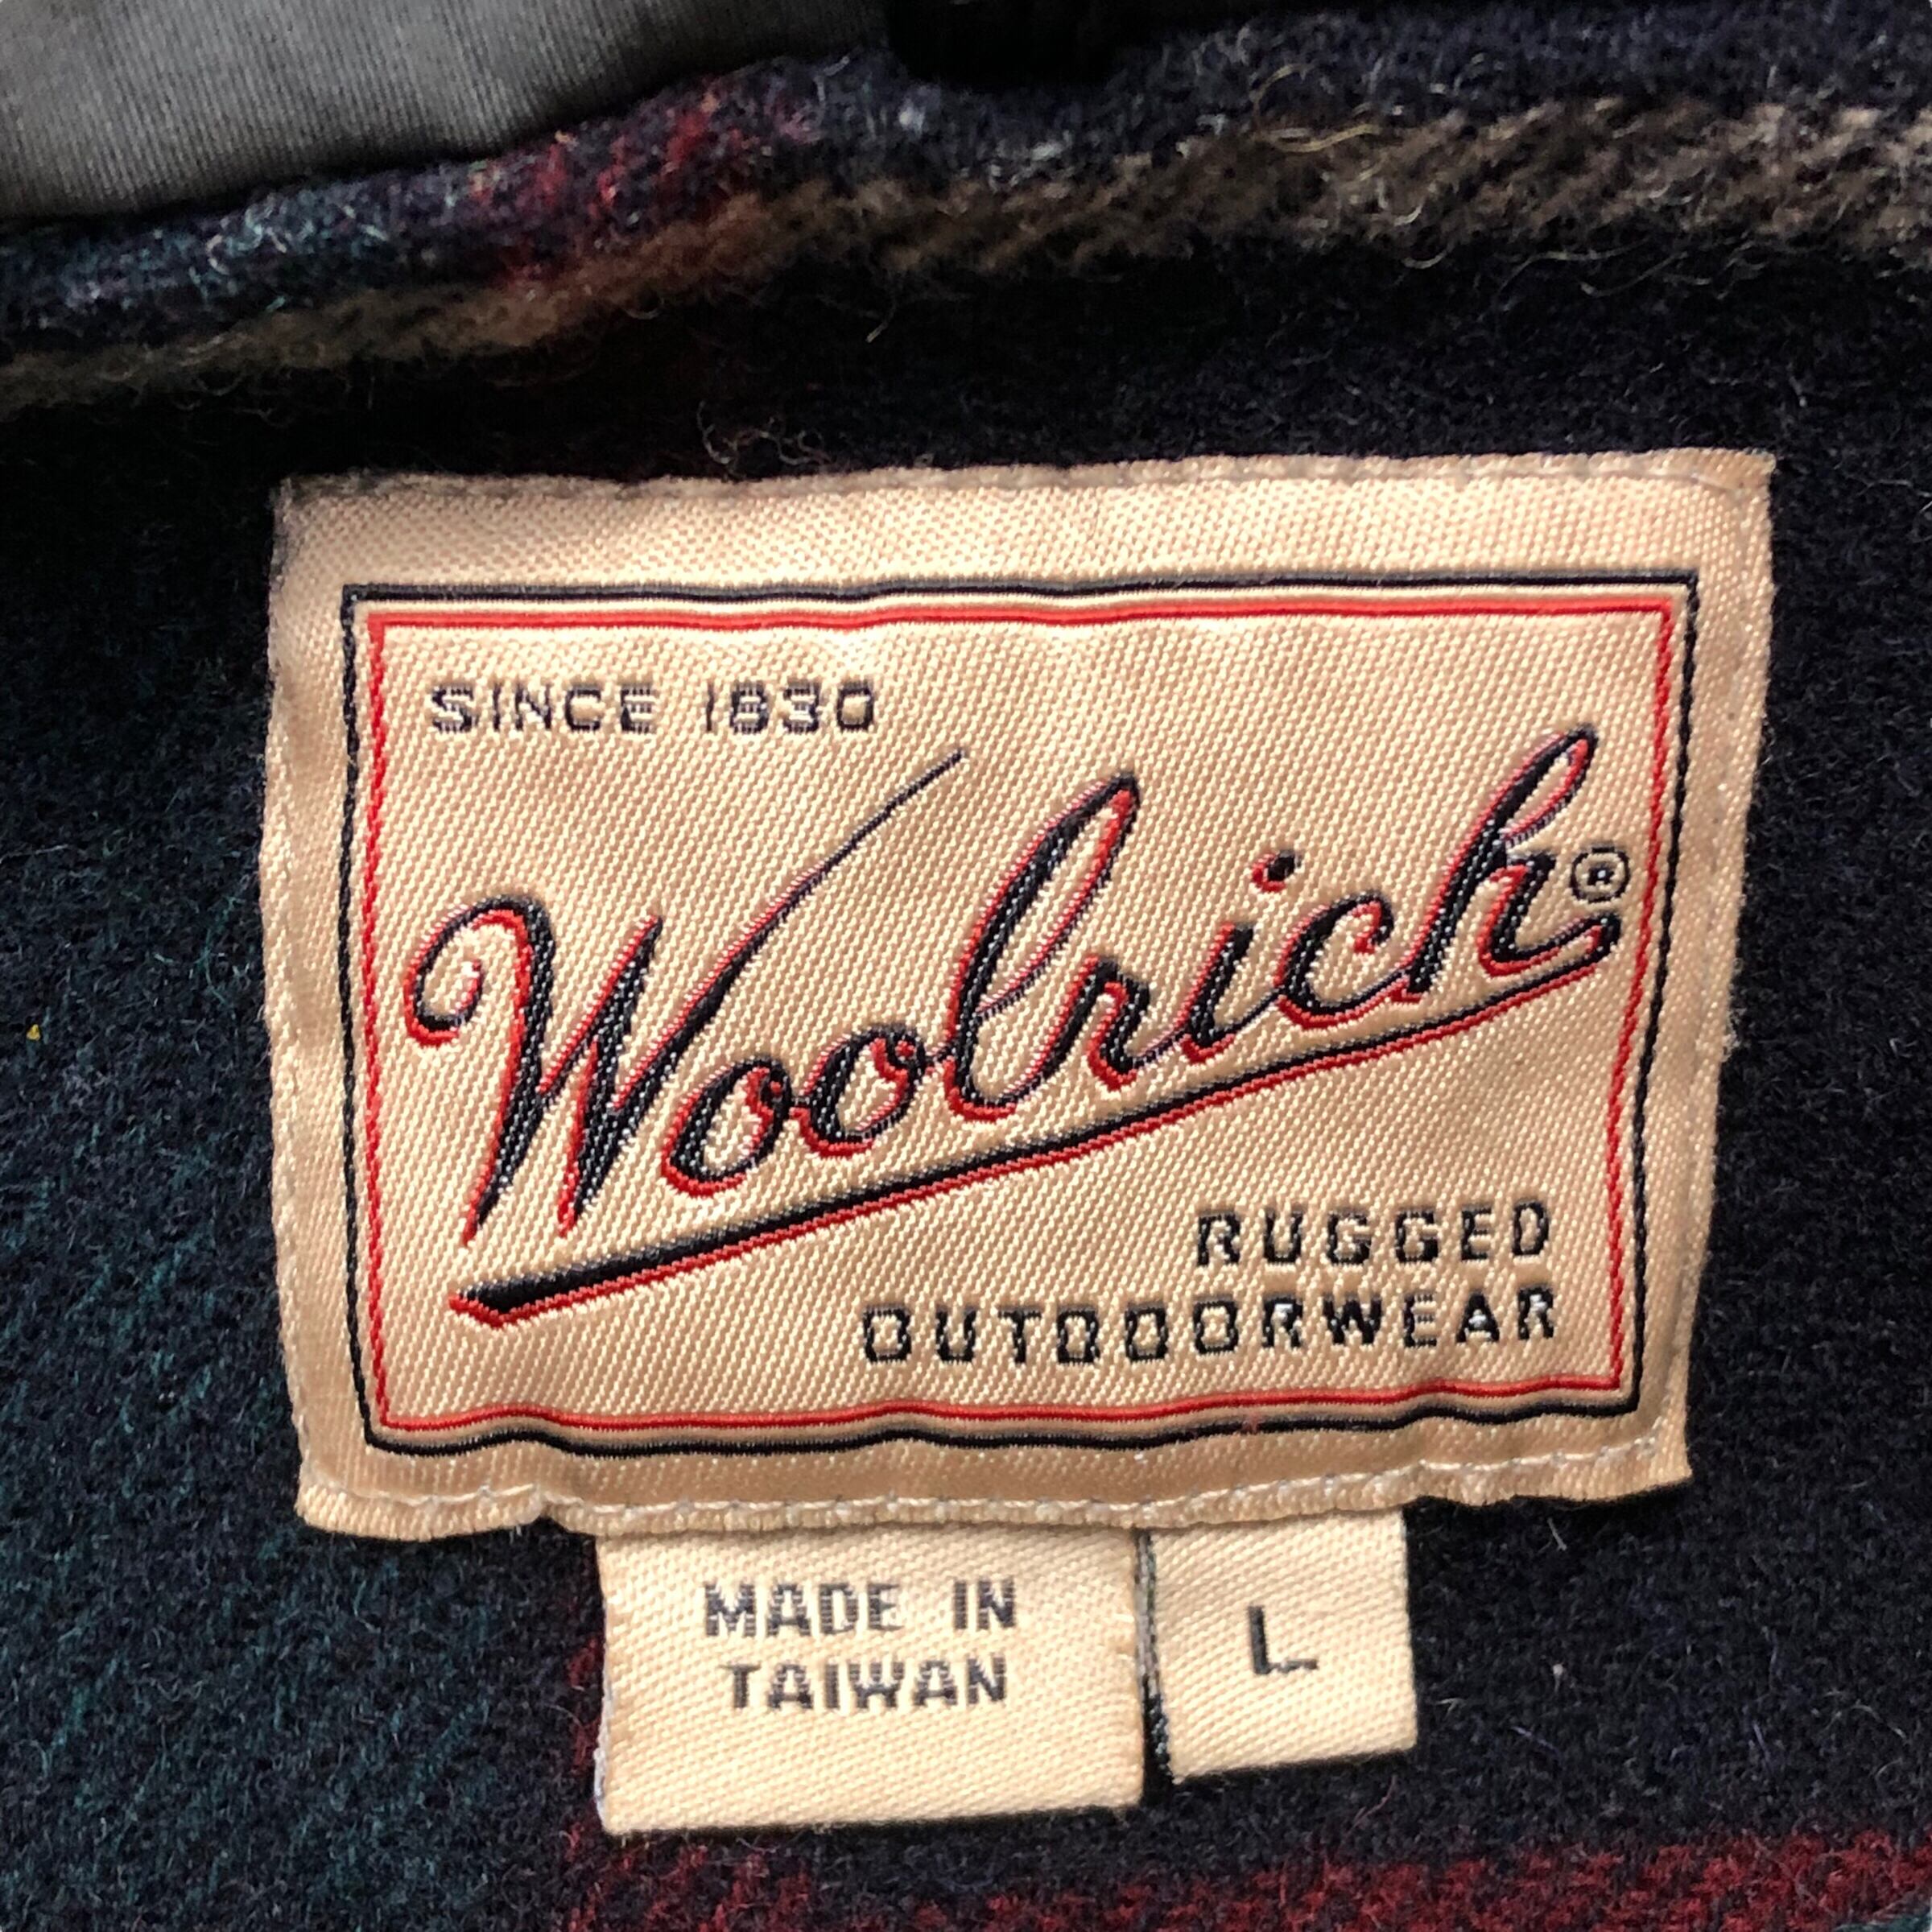 SINCE 1830
Woolrich®
RUGGED
OUTDOORWEAR
MADE IN
TAIWAN
L